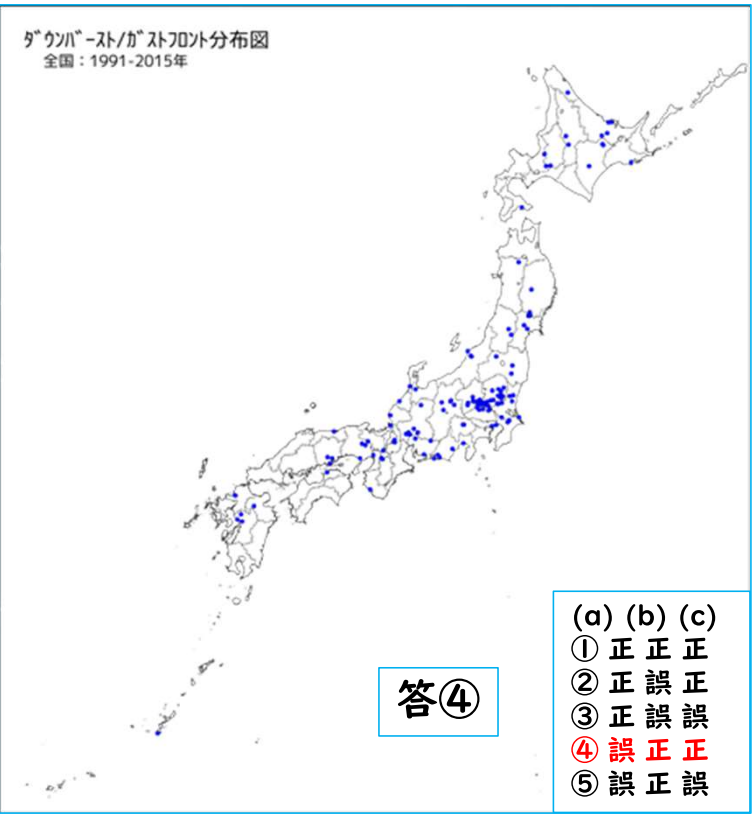 ﾀﾞｳﾝﾊﾞｰｽﾄ/ｶﾞｽﾄﾌﾛﾝﾄ分布図
全国：1991-2015年
答④
(a) (b) (c)
① 正 正 正
② 正 誤 正
③ 正 誤 誤
④ 誤 正 正
⑤ 誤 正 誤